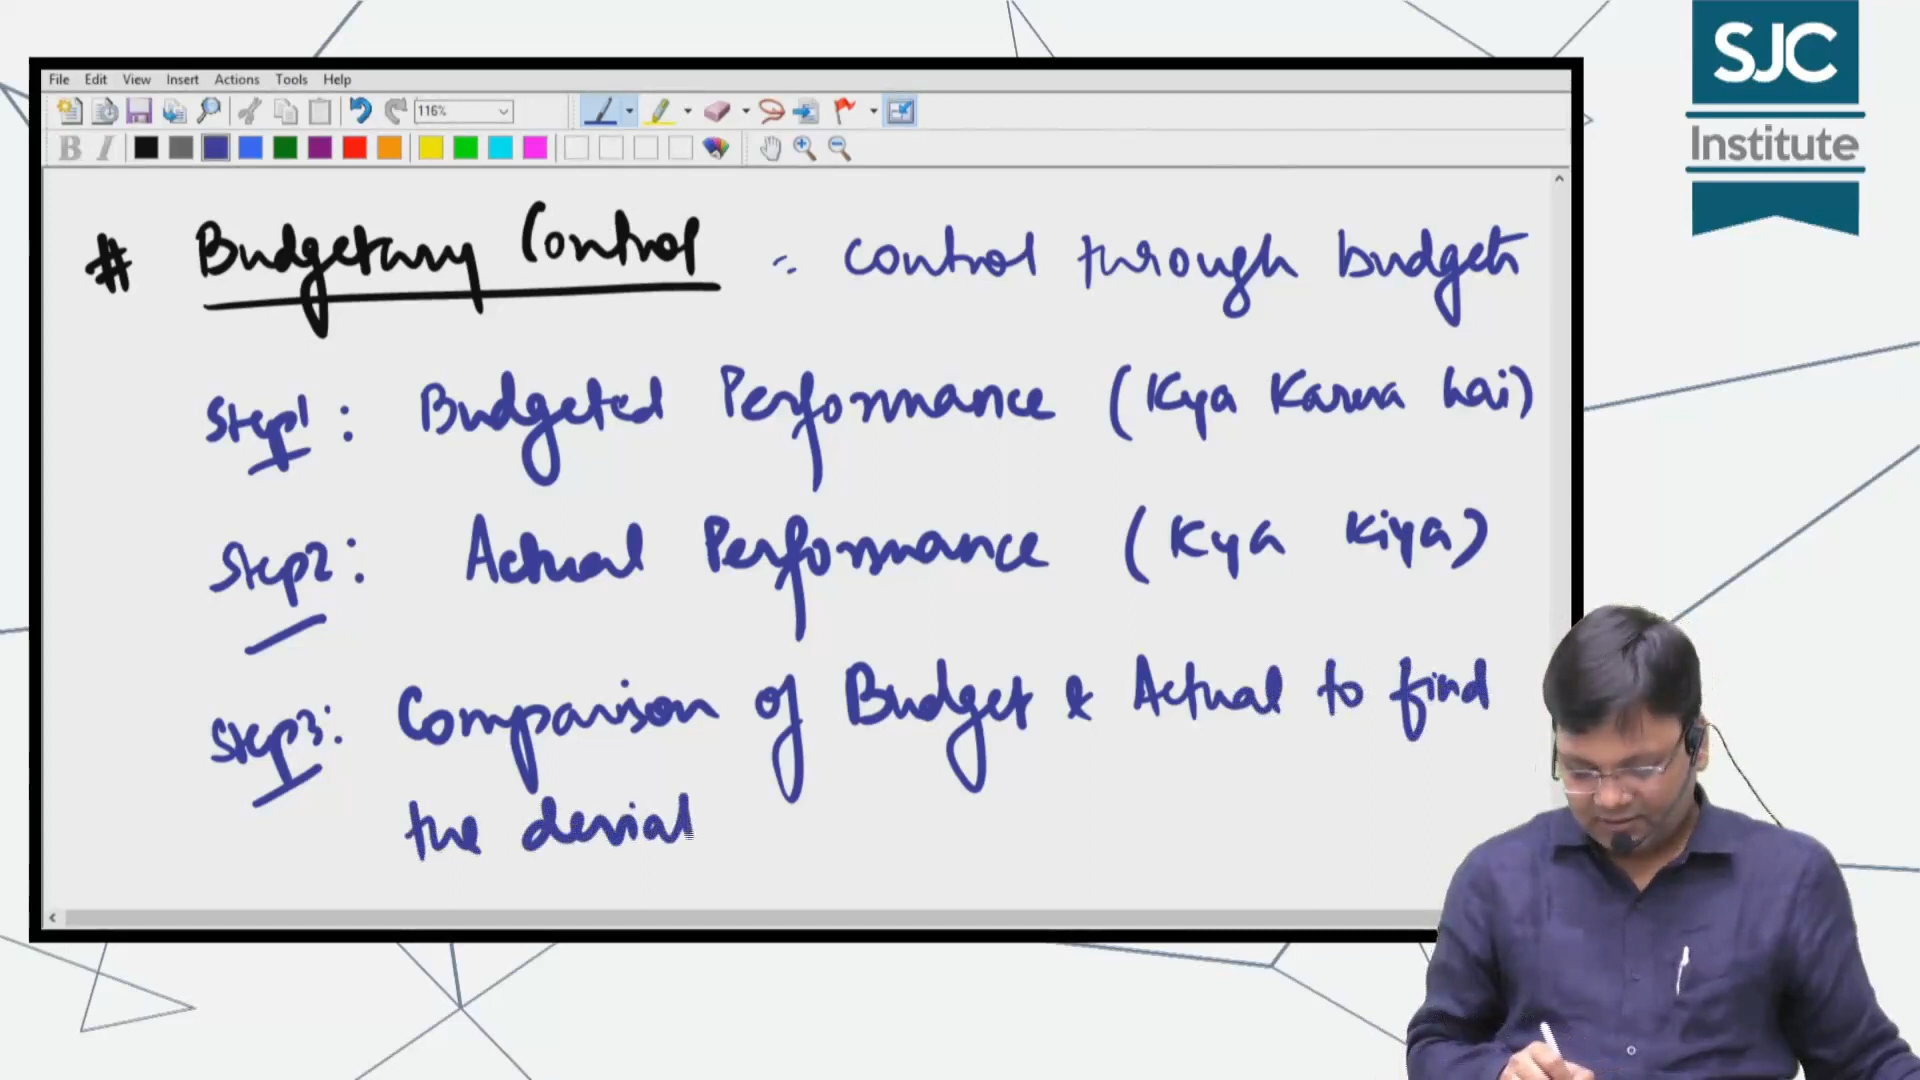 SJC
Institute
File Edit View Insert Actions Tools Help
116%
B I
# Budgetary Control :- control through budgets
Step1: Budgeted Performance (Kya Karna hai)
Step2: Actual Performance (Kya Kiya)
Step3: Comparison of Budget & Actual to find
the deviat